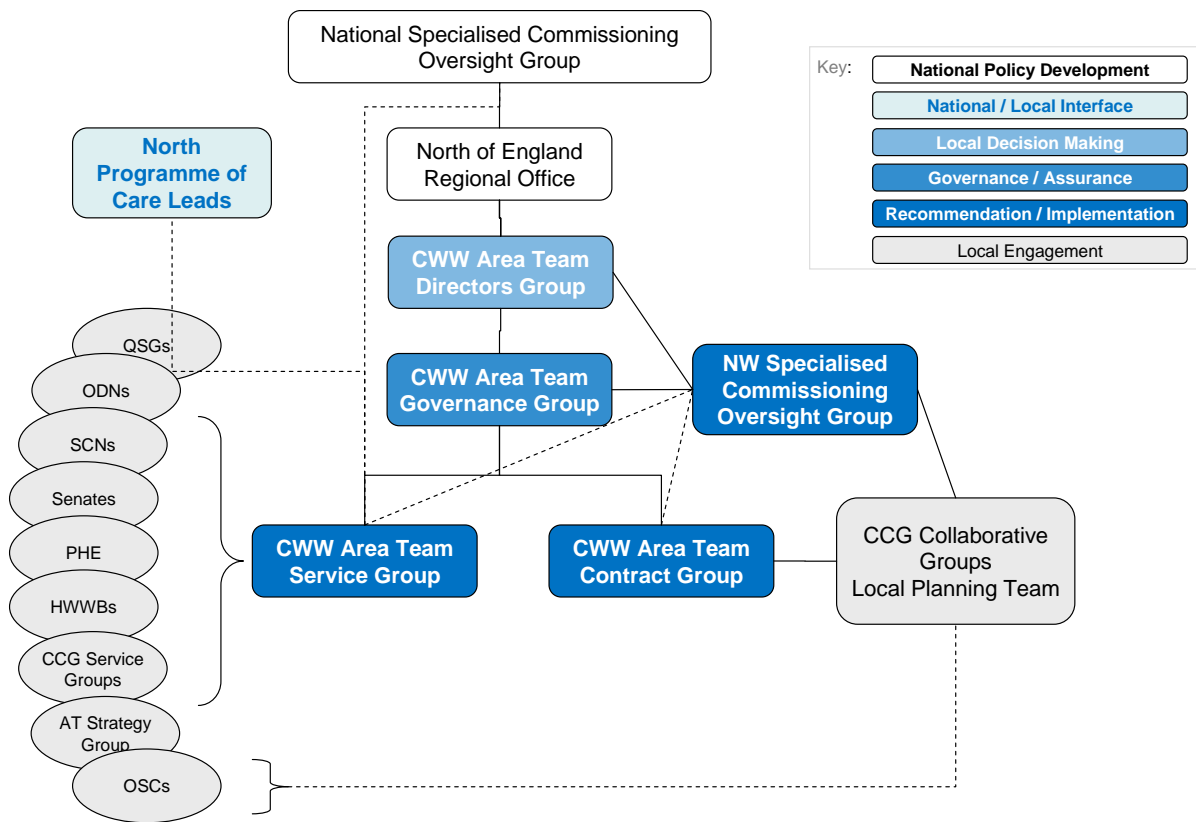 National Specialised Commissioning
Oversight Group
Key:
National Policy Development
National / Local Interface
Local Decision Making
Governance / Assurance
Recommendation / Implementation
Local Engagement
North
Programme of
Care Leads
North of England
Regional Office
CWW Area Team
Directors Group
QSGs
ODNs
SCNs
Senates
PHE
HWWBs
CCG Service
Groups
AT Strategy
Group
OSCs
CWW Area Team
Governance Group
NW Specialised
Commissioning
Oversight Group
CWW Area Team
Service Group
CWW Area Team
Contract Group
CCG Collaborative
Groups
Local Planning Team